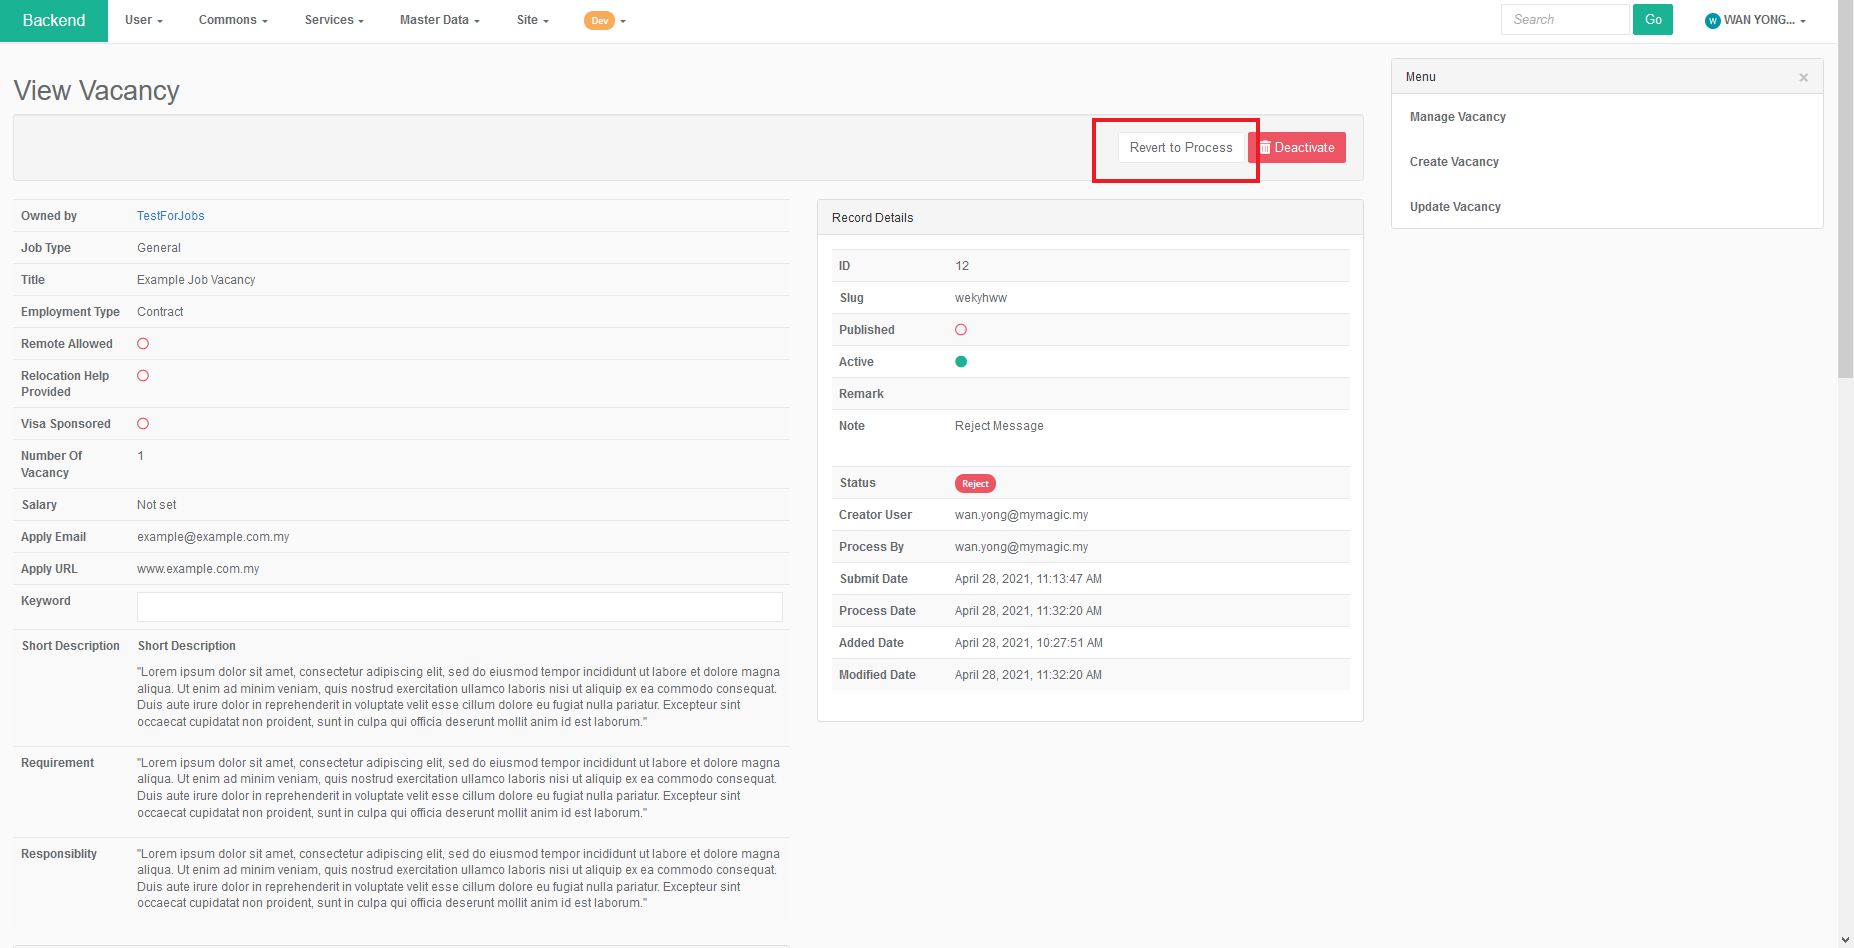 Backend User Commons Services Master Data Site Dev Search Go W WAN YONG...
View Vacancy
Revert to Process Deactivate
Owned by TestForJobs
Job Type General
Title Example Job Vacancy
Employment Type Contract
Remote Allowed
Relocation Help
Provided
Visa Sponsored
Number Of
Vacancy
1
Salary Not set
Apply Email example@example.com.my
Apply URL www.example.com.my
Keyword
Short Description Short Description
"Lorem ipsum dolor sit amet, consectetur adipiscing elit, sed do eiusmod tempor incididunt ut labore et dolore magna
aliqua. Ut enim ad minim veniam, quis nostrud exercitation ullamco laboris nisi ut aliquip ex ea commodo consequat.
Duis aute irure dolor in reprehenderit in voluptate velit esse cillum dolore eu fugiat nulla pariatur. Excepteur sint
occaecat cupidatat non proident, sunt in culpa qui officia deserunt mollit anim id est laborum."
Requirement
"Lorem ipsum dolor sit amet, consectetur adipiscing elit, sed do eiusmod tempor incididunt ut labore et dolore magna
aliqua. Ut enim ad minim veniam, quis nostrud exercitation ullamco laboris nisi ut aliquip ex ea commodo consequat.
Duis aute irure dolor in reprehenderit in voluptate velit esse cillum dolore eu fugiat nulla pariatur. Excepteur sint
occaecat cupidatat non proident, sunt in culpa qui officia deserunt mollit anim id est laborum."
Responsiblity
"Lorem ipsum dolor sit amet, consectetur adipiscing elit, sed do eiusmod tempor incididunt ut labore et dolore magna
aliqua. Ut enim ad minim veniam, quis nostrud exercitation ullamco laboris nisi ut aliquip ex ea commodo consequat.
Duis aute irure dolor in reprehenderit in voluptate velit esse cillum dolore eu fugiat nulla pariatur. Excepteur sint
occaecat cupidatat non proident, sunt in culpa qui officia deserunt mollit anim id est laborum."
Record Details
ID 12
Slug wekyhww
Published
Active
Remark
Note Reject Message
Status Reject
Creator User wan.yong@mymagic.my
Process By wan.yong@mymagic.my
Submit Date April 28, 2021, 11:13:47 AM
Process Date April 28, 2021, 11:32:20 AM
Added Date April 28, 2021, 10:27:51 AM
Modified Date April 28, 2021, 11:32:20 AM
Menu ×
Manage Vacancy
Create Vacancy
Update Vacancy